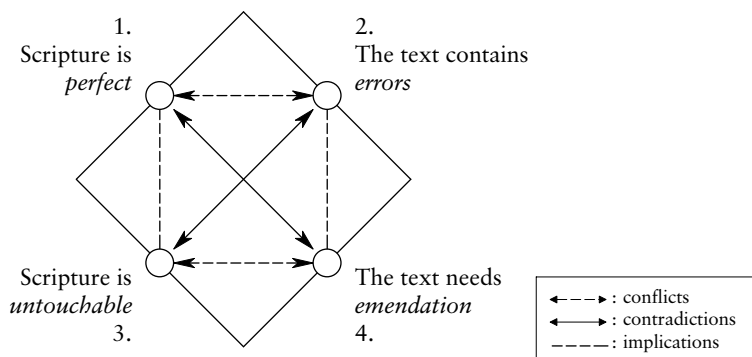 1.
Scripture is
perfect
2.
The text contains
errors
Scripture is
untouchable
3.
The text needs
emendation
4.
: conflicts
: contradictions
: implications